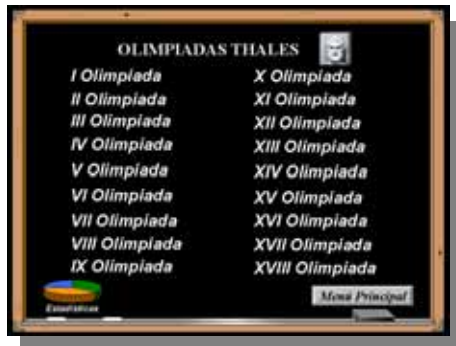 OLIMPIADAS THALES
I Olimpiada
II Olimpiada
III Olimpiada
IV Olimpiada
V Olimpiada
VI Olimpiada
VII Olimpiada
VIII Olimpiada
IX Olimpiada
X Olimpiada
XI Olimpiada
XII Olimpiada
XIII Olimpiada
XIV Olimpiada
XV Olimpiada
XVI Olimpiada
XVII Olimpiada
XVIII Olimpiada
Estadísticas
Menú Principal